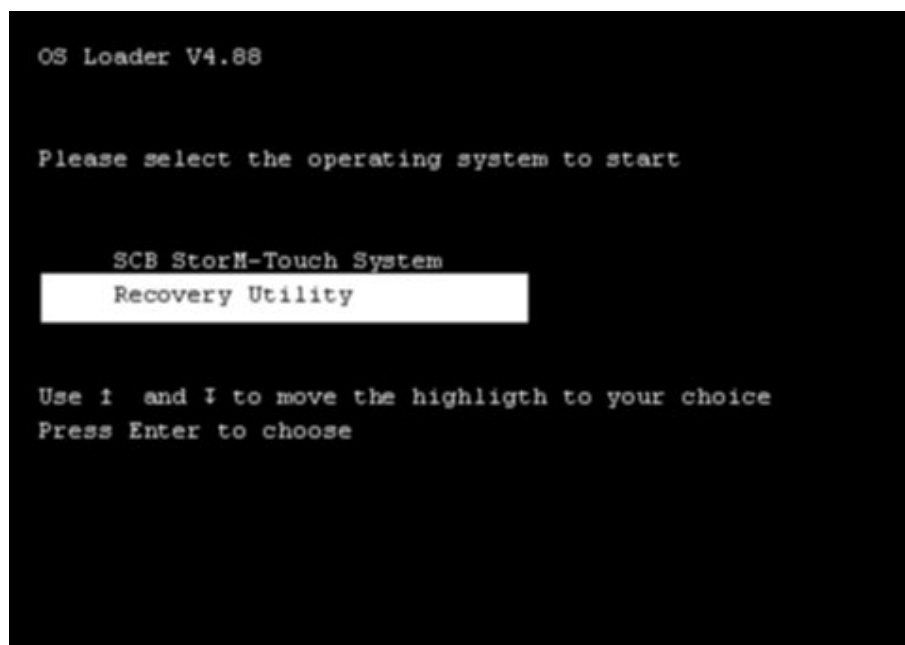 OS Loader V4.88
Please select the operating system to start
SCB StorM-Touch System
Recovery Utility
Use ↑ and ↓ to move the highligth to your choice
Press Enter to choose